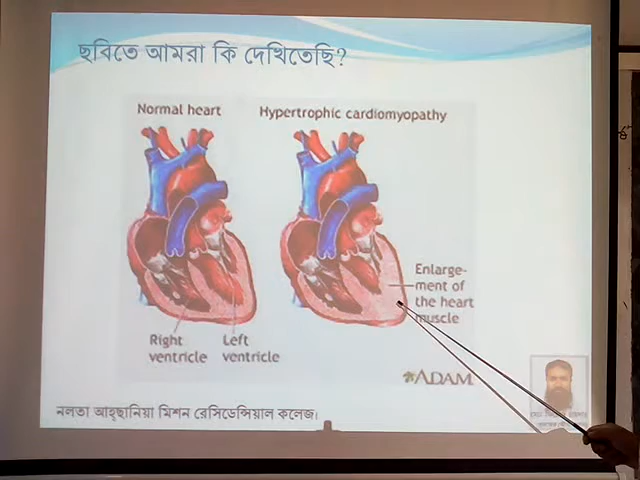 ছবিতে আমরা কি দেখিতেছি?
Normal heart
Hypertrophic cardiomyopathy
Enlarge-
ment of
the heart
muscle
Right
ventricle
Left
ventricle
ADAM
নলতা আহ্ছানিয়া মিশন রেসিডেন্সিয়াল কলেজ।